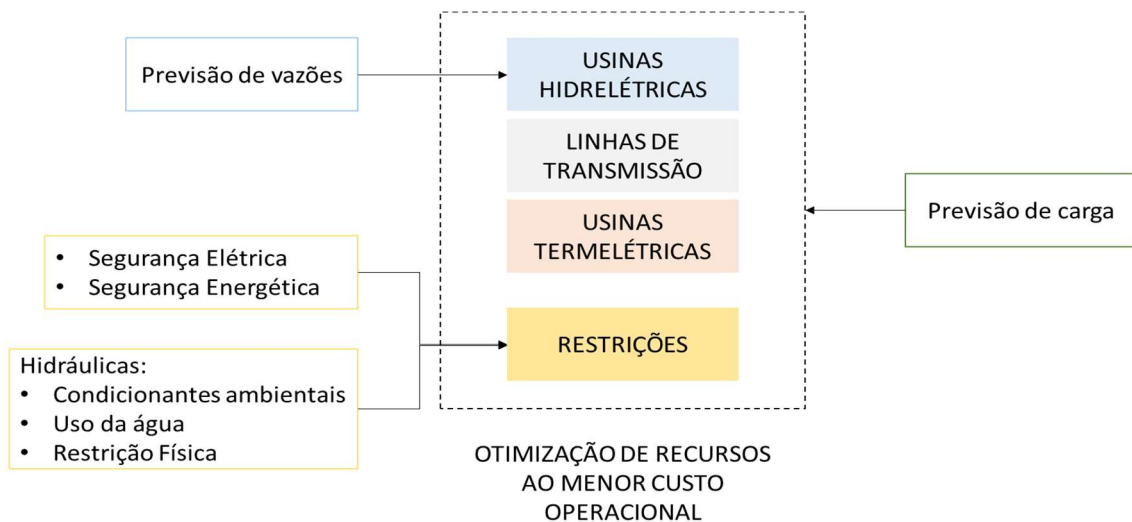 Previsão de vazões
USINAS
HIDRELÉTRICAS
LINHAS DE
TRANSMISSÃO
USINAS
TERMELÉTRICAS
Previsão de carga
• Segurança Elétrica
• Segurança Energética
RESTRIÇÕES
Hidráulicas:
• Condicionantes ambientais
• Uso da água
• Restrição Física
OTIMIZAÇÃO DE RECURSOS
AO MENOR CUSTO
OPERACIONAL